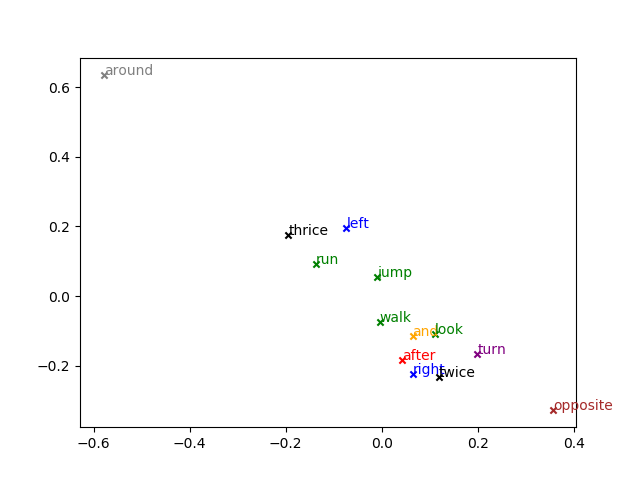 around
0.6
0.4
0.2
left
thrice
run
jump
0.0
walk
and
look
turn
after
−0.2
right
twice
opposite
−0.6
−0.4
−0.2
0.0
0.2
0.4